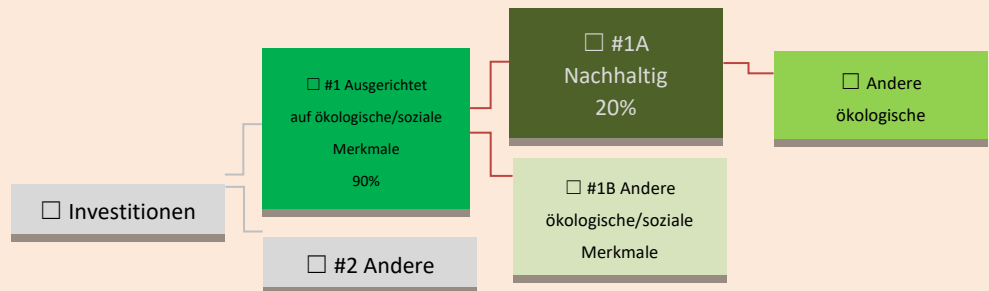 ☐ Investitionen
☐ #1 Ausgerichtet
auf ökologische/soziale
Merkmale
90%
☐ #2 Andere
☐ #1A
Nachhaltig
20%
☐ #1B Andere
ökologische/soziale
Merkmale
☐ Andere
ökologische